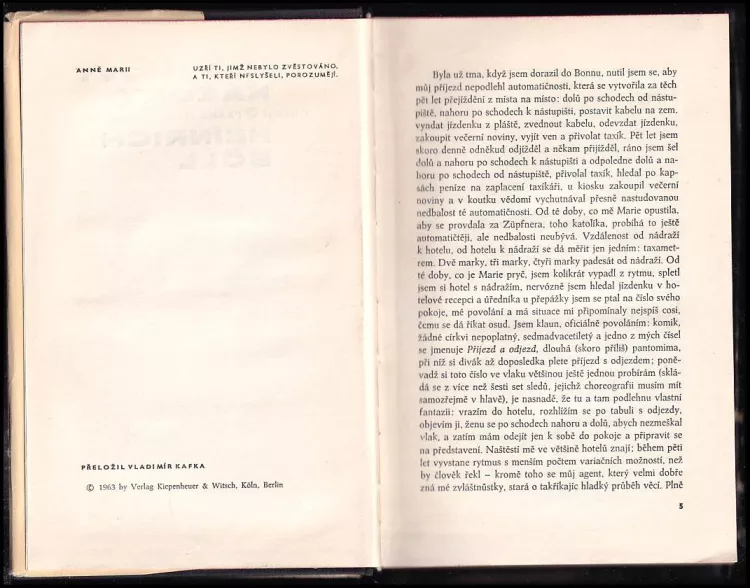 ANNĚ MARII
UZŘÍ TI, JIMŽ NEBYLO ZVĚSTOVÁNO,
A TI, KTEŘÍ NESLYŠELI, POROZUMĚJÍ.
PŘELOŽIL VLADIMÍR KAFKA
© 1963 by Verlag Kiepenheuer & Witsch, Köln, Berlin
Byla už tma, když jsem dorazil do Bonnu, nutil jsem se, aby
můj příjezd nepodlehl automatičnosti, která se vytvořila za těch
pět let přejíždění z místa na místo: dolů po schodech od nástu-
piště, nahoru po schodech k nástupišti, postavit kabelu na zem.
vyndat jízdenku z pláště, zvednout kabelu, odevzdat jízdenku,
zakoupit večerní noviny, vyjít ven a přivolat taxík. Pět let jsem
skoro denně odněkud odjížděl a někam přijížděl, ráno jsem šel
dolů a nahoru po schodech k nástupišti a odpoledne dolů a na-
horu po schodech od nástupiště, přivolal taxík, hledal po kap-
sách peníze na zaplacení taxikáři, u kiosku zakoupil večerní
noviny a v koutku vědomí vychutnával přesně nastudovanou
nedbalost té automatičnosti. Od té doby, co mě Marie opustila,
aby se provdala za Züpfnera, toho katolíka, probíhá to ještě
automatičtěji, ale nedbalosti neubývá. Vzdálenost od nádraží
k hotelu, od hotelu k nádraží se dá měřit jen jedním: taxamet-
rem. Dvě marky, tři marky, čtyři marky padesát od nádraží. Od
té doby, co je Marie pryč, jsem kolikrát vypadl z rytmu, spletl
jsem si hotel s nádražím, nervózně jsem hledal jízdenku v ho-
telové recepci a úředníka u přepážky jsem se ptal na číslo svého
pokoje, mé povolání a má situace mi připomínaly nejspíš cosi,
čemu se dá říkat osud. Jsem klaun, oficiálně povoláním: komik,
žádné církvi nepoplatný, sedmadvacetiletý a jedno z mých čísel
se jmenuje Příjezd a odjezd, dlouhá (skoro příliš) pantomima,
při níž si divák až doposledka plete příjezd s odjezdem; poně-
vadž si toto číslo ve vlaku většinou ještě jednou probírám (sklá-
dá se z více než šesti set sledů, jejichž choreografii musím mít
samozřejmě v hlavě), je nasnadě, že tu a tam podlehnu vlastní
fantazii: vrazím do hotelu, rozhlížím se po tabuli s odjezdy,
objevím ji, ženu se po schodech nahoru a dolů, abych nezmeškal
vlak, a zatím mám odejít jen k sobě do pokoje a připravit se
na představení. Naštěstí mě ve většině hotelů znají; během pěti
let vyvstane rytmus s menším počtem variačních možností, než
by člověk řekl – kromě toho se můj agent, který velmi dobře
zná mé zvláštnůstky, stará o takříkajíc hladký průběh věcí. Plně
5